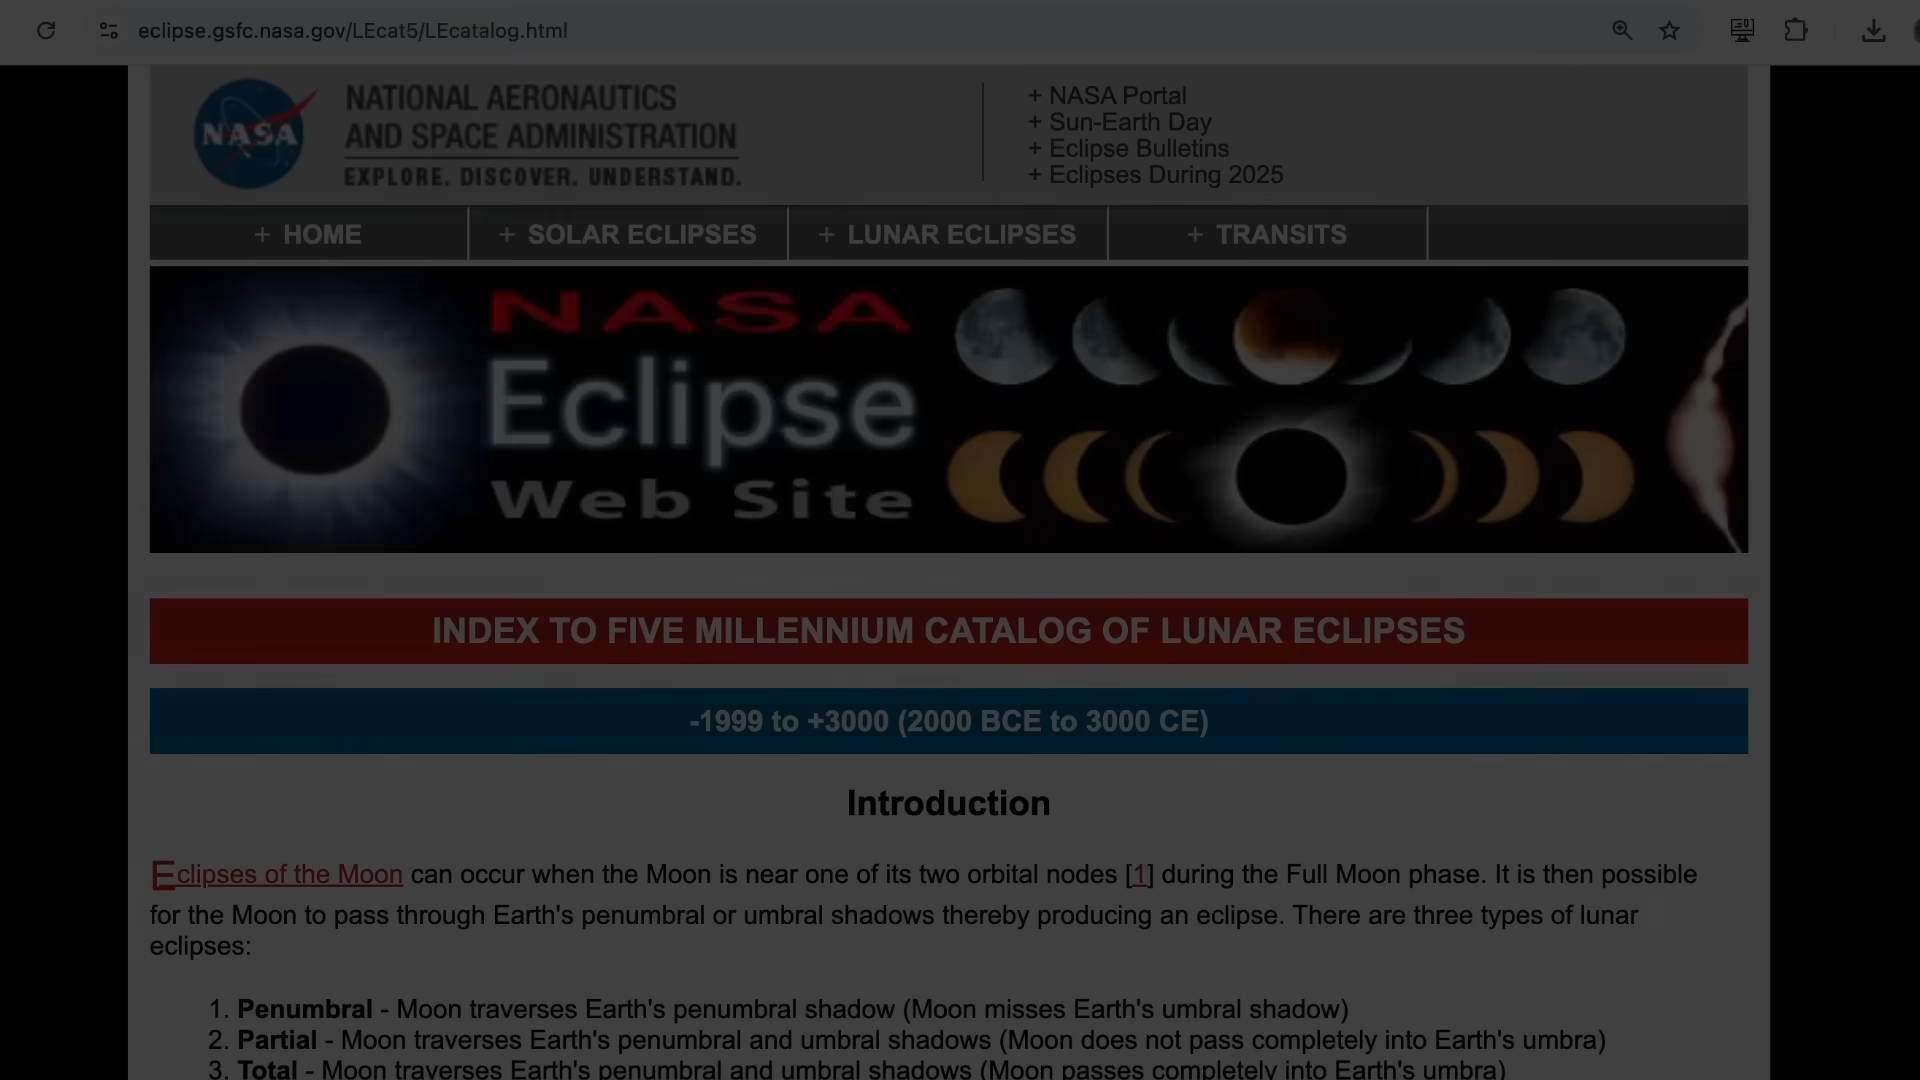 eclipse.gsfc.nasa.gov/LEcat5/LEcatalog.html
NASA
NATIONAL AERONAUTICS
AND SPACE ADMINISTRATION
EXPLORE. DISCOVER. UNDERSTAND.
+ NASA Portal
+ Sun-Earth Day
+ Eclipse Bulletins
+ Eclipses During 2025
+ HOME
+ SOLAR ECLIPSES
+ LUNAR ECLIPSES
+ TRANSITS
NASA
Eclipse
Web Site
INDEX TO FIVE MILLENNIUM CATALOG OF LUNAR ECLIPSES
-1999 to +3000 (2000 BCE to 3000 CE)
Introduction
Eclipses of the Moon can occur when the Moon is near one of its two orbital nodes [1] during the Full Moon phase. It is then possible
for the Moon to pass through Earth's penumbral or umbral shadows thereby producing an eclipse. There are three types of lunar
eclipses:
1. Penumbral - Moon traverses Earth's penumbral shadow (Moon misses Earth's umbral shadow)
2. Partial - Moon traverses Earth's penumbral and umbral shadows (Moon does not pass completely into Earth's umbra)
3. Total - Moon traverses Earth's penumbral and umbral shadows (Moon passes completely into Earth's umbra)